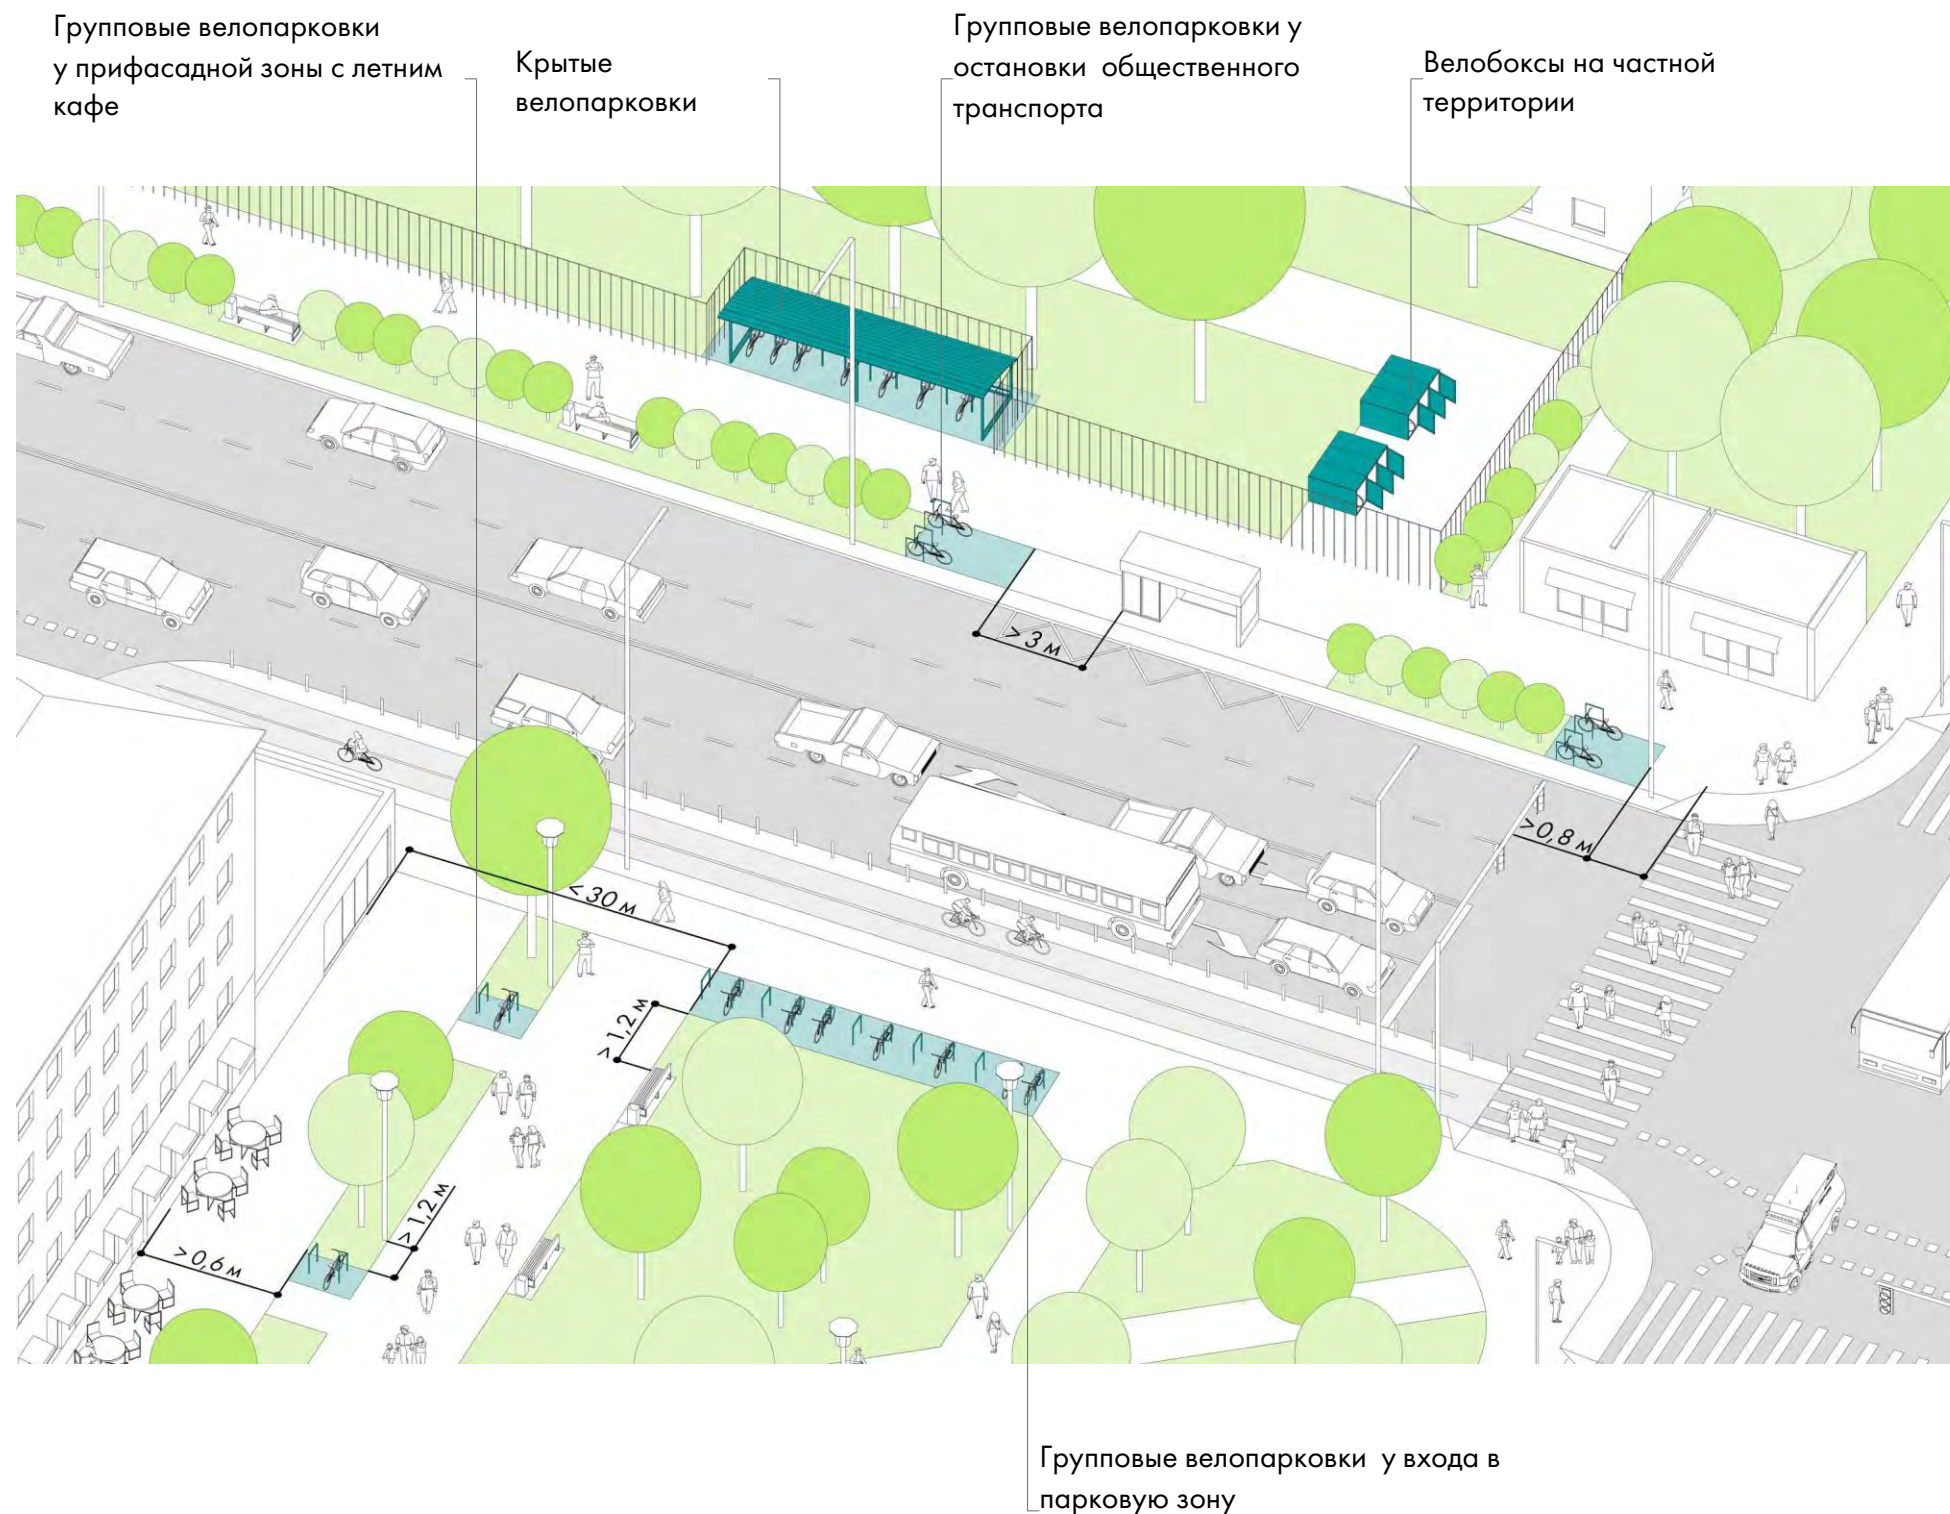 Групповые велопарковки
у прифасадной зоны с летним
кафе
Крытые
велопарковки
Групповые велопарковки у
остановки общественного
транспорта
Велобоксы на частной
территории
> 3 м
>0,8 м
<30 м
> 1,2 м
> 1,2 м
>0,6 м
Групповые велопарковки у входа в
парковую зону